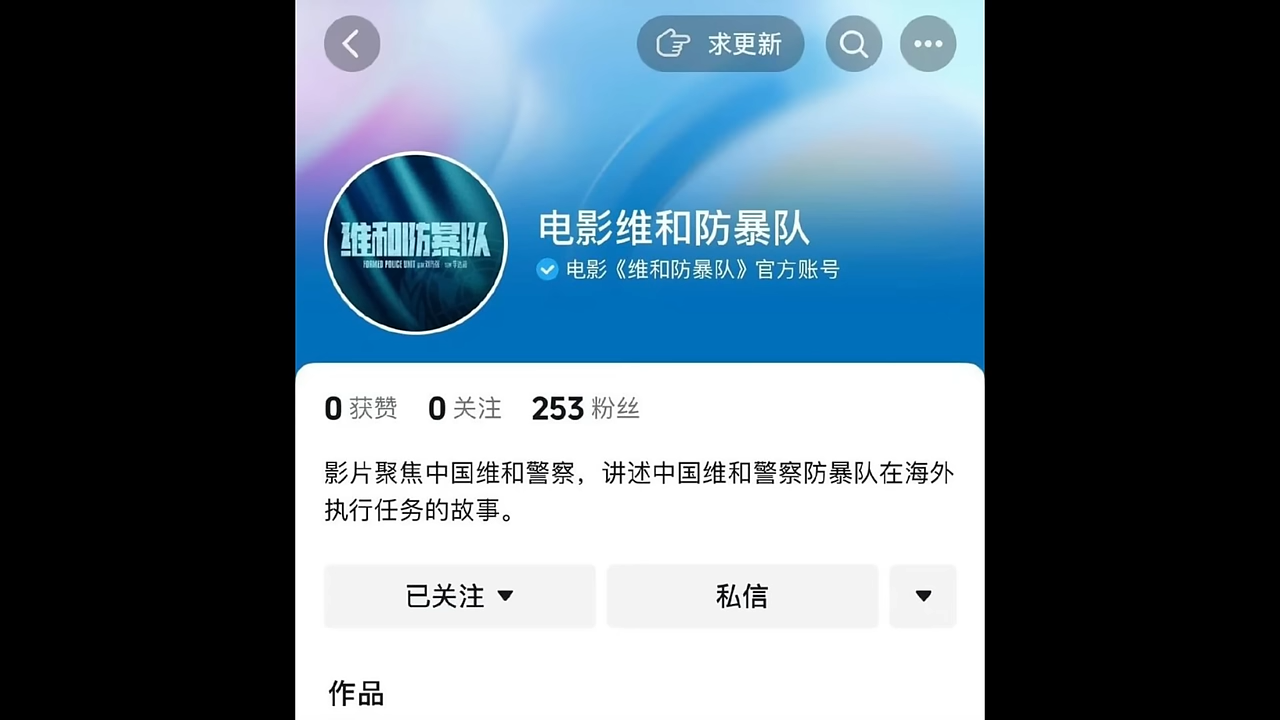 求更新
维和防暴队
FORMED POLICE UNIT
电影维和防暴队
电影《维和防暴队》官方账号
0 获赞 0 关注 253 粉丝
影片聚焦中国维和警察，讲述中国维和警察防暴队在海外
执行任务的故事。
已关注
私信
作品